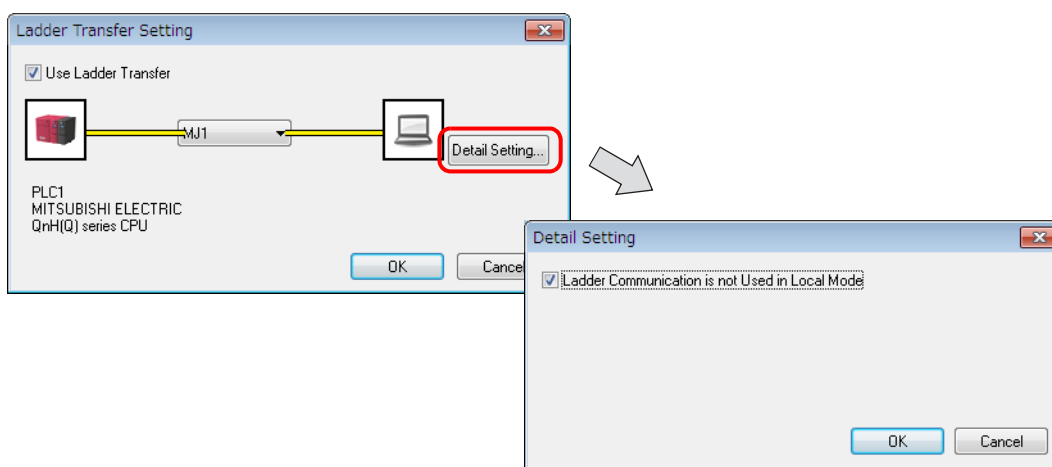 Ladder Transfer Setting
Use Ladder Transfer
MJ1
Detail Setting...
PLC1
MITSUBISHI ELECTRIC
QnH(Q) series CPU
OK
Cancel
Detail Setting
Ladder Communication is not Used in Local Mode
OK
Cancel